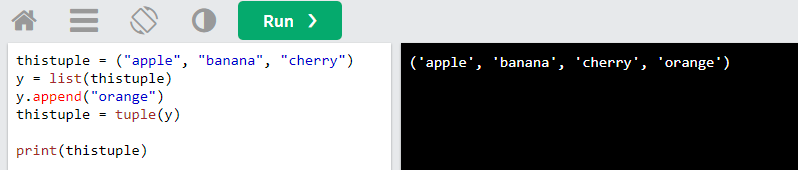 Run ❯
thistuple = ("apple", "banana", "cherry")
y = list(thistuple)
y.append("orange")
thistuple = tuple(y)
print(thistuple)
('apple', 'banana', 'cherry', 'orange')